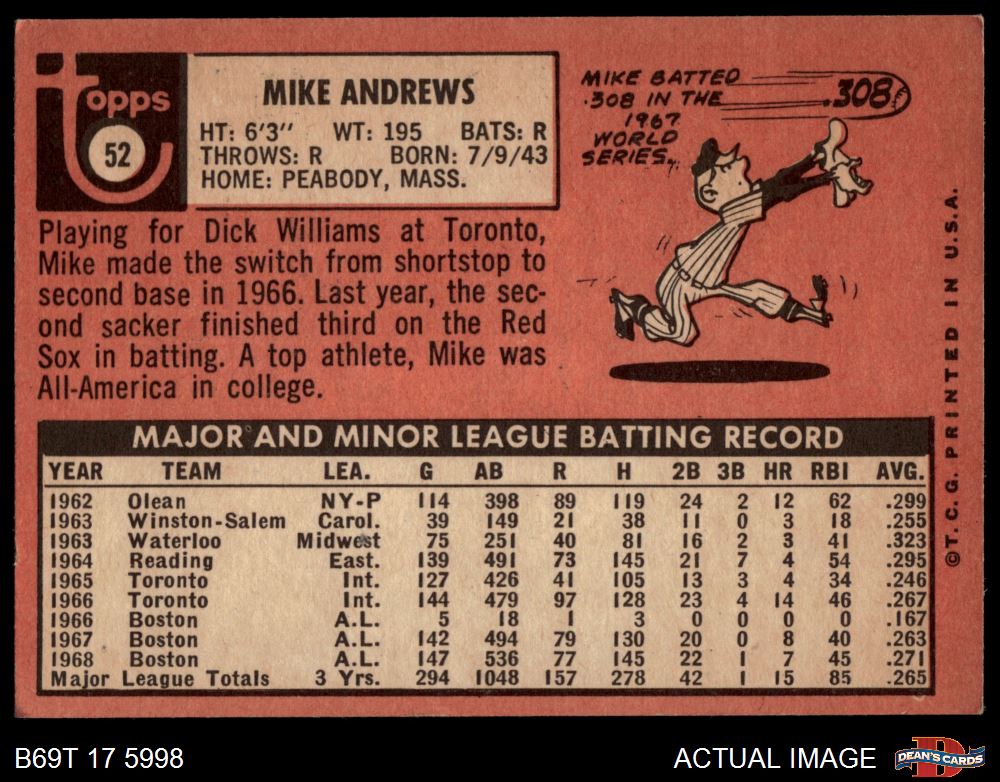 Topps
52
MIKE ANDREWS
HT: 6'3" WT: 195 BATS: R
THROWS: R BORN: 7/9/43
HOME: PEABODY, MASS.
MIKE BATTED
.308 IN THE
1967
WORLD
SERIES.
.308
Playing for Dick Williams at Toronto,
Mike made the switch from shortstop to
second base in 1966. Last year, the sec-
ond sacker finished third on the Red
Sox in batting. A top athlete, Mike was
All-America in college.
MAJOR AND MINOR LEAGUE BATTING RECORD
YEAR TEAM LEA. G AB R H 2B 3B HR RBI AVG.
1962 Olean NY-P 114 398 89 119 24 2 12 62 .299
1963 Winston-Salem Carol. 39 149 21 38 11 0 3 18 .255
1963 Waterloo Midwest 75 251 40 81 16 2 3 41 .323
1964 Reading East. 139 491 73 145 21 7 4 54 .295
1965 Toronto Int. 127 426 41 105 13 3 4 34 .246
1966 Toronto Int. 144 479 97 128 23 4 14 46 .267
1966 Boston A.L. 5 18 1 3 0 0 0 0 .167
1967 Boston A.L. 142 494 79 130 20 0 8 40 .263
1968 Boston A.L. 147 536 77 145 22 1 7 45 .271
Major League Totals 3 Yrs. 294 1048 157 278 42 1 15 85 .265
©T. C. G. PRINTED IN U.S.A.
B69T 17 5998
ACTUAL IMAGE
D
DEAN'S CARDS